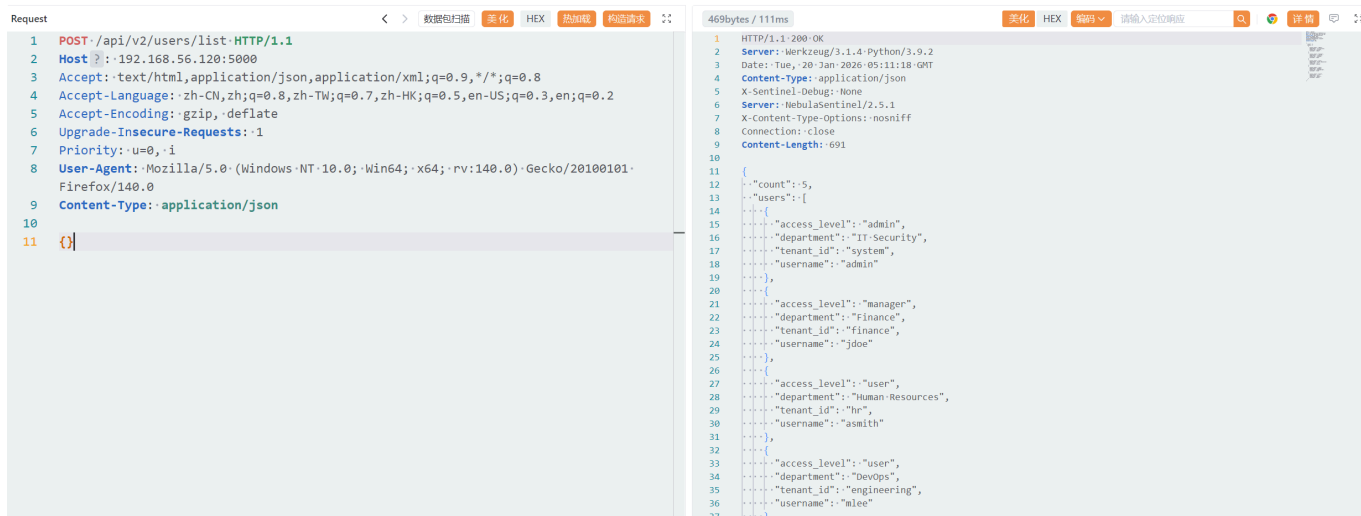 Request
数据包扫描 美化 HEX 热加载 构造请求
1 POST /api/v2/users/list HTTP/1.1
2 Host ? : 192.168.56.120:5000
3 Accept: text/html,application/json,application/xml;q=0.9,*/*;q=0.8
4 Accept-Language: zh-CN,zh;q=0.8,zh-TW;q=0.7,zh-HK;q=0.5,en-US;q=0.3,en;q=0.2
5 Accept-Encoding: gzip, deflate
6 Upgrade-Insecure-Requests: 1
7 Priority: u=0, i
8 User-Agent: Mozilla/5.0 (Windows NT 10.0; Win64; x64; rv:140.0) Gecko/20100101
Firefox/140.0
9 Content-Type: application/json
10
11 {}
469bytes / 111ms
美化 HEX 编码 请输入定位响应 详情
1 HTTP/1.1 200 OK
2 Server: Werkzeug/3.1.4 Python/3.9.2
3 Date: Tue, 20 Jan 2026 05:11:18 GMT
4 Content-Type: application/json
5 X-Sentinel-Debug: None
6 Server: NebulaSentinel/2.5.1
7 X-Content-Type-Options: nosniff
8 Connection: close
9 Content-Length: 691
10
11 {
12 "count": 5,
13 "users": [
14 {
15 "access_level": "admin",
16 "department": "IT Security",
17 "tenant_id": "system",
18 "username": "admin"
19 },
20 {
21 "access_level": "manager",
22 "department": "Finance",
23 "tenant_id": "finance",
24 "username": "jdoe"
25 },
26 {
27 "access_level": "user",
28 "department": "Human Resources",
29 "tenant_id": "hr",
30 "username": "asmith"
31 },
32 {
33 "access_level": "user",
34 "department": "DevOps",
35 "tenant_id": "engineering",
36 "username": "mlee"